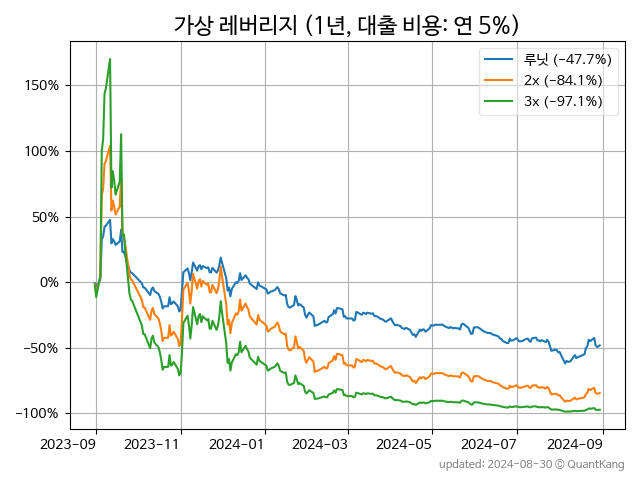 가상 레버리지 (1년, 대출 비용: 연 5%)
루닛 (−47.7%)
2x (−84.1%)
3x (−97.1%)
150%
100%
50%
0%
−50%
−100%
2023-09
2023-11
2024-01
2024-03
2024-05
2024-07
2024-09
updated: 2024-08-30 © QuantKang